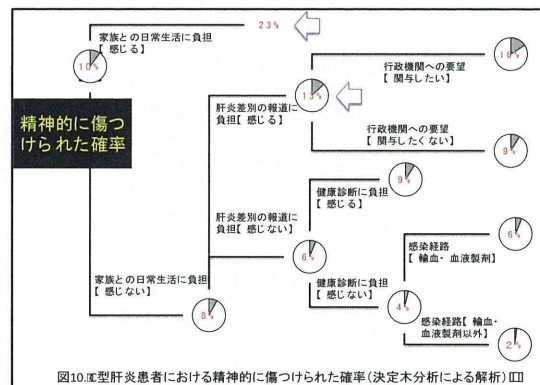 家族との日常生活に負担
【 感じる】
23%
10%
精神的に傷つ
けられた確率
肝炎差別の報道に
負担【 感じる】
13%
行政機関への要望
【 関与したい】
16%
行政機関への要望
【 関与したくない】
9%
肝炎差別の報道に
負担【 感じない】
6%
健康診断に負担
【 感じる】
9%
健康診断に負担
【 感じない】
4%
感染経路
【 輸血・血液製剤】
6%
感染経路【 輸血・
血液製剤以外】
2%
家族との日常生活に負担
【 感じない】
8%
図10. C型肝炎患者における精神的に傷つけられた確率(決定木分析による解析)